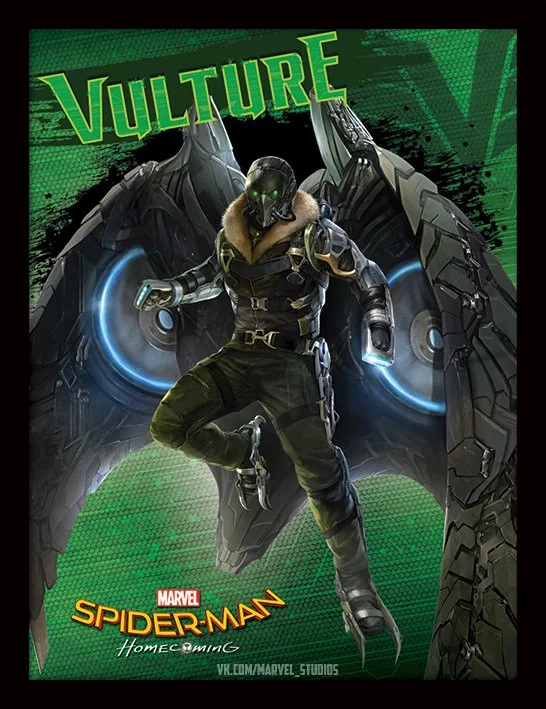 VULTURE
MARVEL
SPIDER-MAN
HOMECOMING
VK.COM/MARVEL_STUDIOS